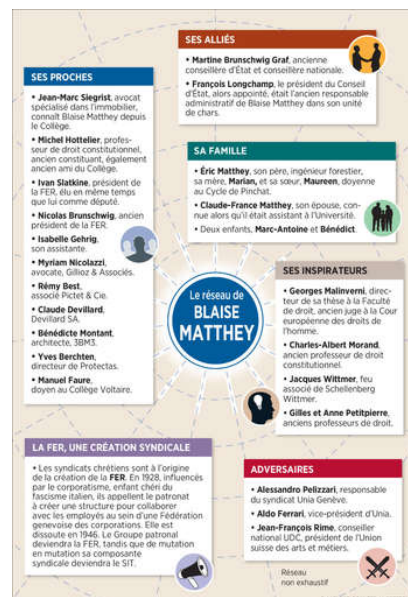 SES ALLIÉS
• Martine Brunschwig Graf, ancienne
conseillère d'État et conseillère nationale.
• François Longchamp, le président du Conseil
d'État, alors appointé, était l'ancien responsable
administratif de Blaise Matthey dans son unité
de chars.
SES PROCHES
• Jean-Marc Siegrist, avocat
spécialisé dans l'immobilier,
connaît Blaise Matthey depuis
le Collège.
• Michel Hottelier, profes-
seur de droit constitutionnel,
ancien constituant, également
ancien ami du Collège.
• Ivan Slatkine, président de
la FER, élu en même temps
que lui comme député.
• Nicolas Brunschwig, ancien
président de la FER.
• Isabelle Gehrig,
son assistante.
• Myriam Nicolazzi,
avocate, Gillioz & Associés.
• Rémy Best,
associé Pictet & Cie.
• Claude Devillard,
Devillard SA.
• Bénédicte Montant,
architecte, 3BM3.
• Yves Berchten,
directeur de Protectas.
• Manuel Faure,
doyen au Collège Voltaire.
SA FAMILLE
• Éric Matthey, son père, ingénieur forestier,
sa mère, Marian, et sa sœur, Maureen, doyenne
au Cycle de Pinchat.
• Claude-France Matthey, son épouse, con-
nue alors qu'il était assistant à l'Université.
• Deux enfants, Marc-Antoine et Bénédict.
Le réseau de
BLAISE
MATTHEY
SES INSPIRATEURS
• Georges Malinverni, direc-
teur de sa thèse à la Faculté
de droit, ancien juge à la Cour
européenne des droits de
l'homme.
• Charles-Albert Morand,
ancien professeur de droit
constitutionnel.
• Jacques Wittmer, feu
associé de Schellenberg
Wittmer.
• Gilles et Anne Petitpierre,
anciens professeurs de droit.
LA FER, UNE CRÉATION SYNDICALE
• Les syndicats chrétiens sont à l'origine
de la création de la FER. En 1928, influencés
par le corporatisme, enfant chéri du
fascisme italien, ils appellent le patronat
à créer une structure pour collaborer
avec les employés au sein d'une Fédération
genevoise des corporations. Elle est
dissoute en 1946. Le Groupe patronal
deviendra la FER, tandis que de mutation
en mutation sa composante
syndicale deviendra le SIT.
ADVERSAIRES
• Alessandro Pelizzari, responsable
du syndicat Unia Genève.
• Aldo Ferrari, vice-président d'Unia.
• Jean-François Rime, conseiller
national UDC, président de l'Union
suisse des arts et métiers.
Réseau
non exhaustif